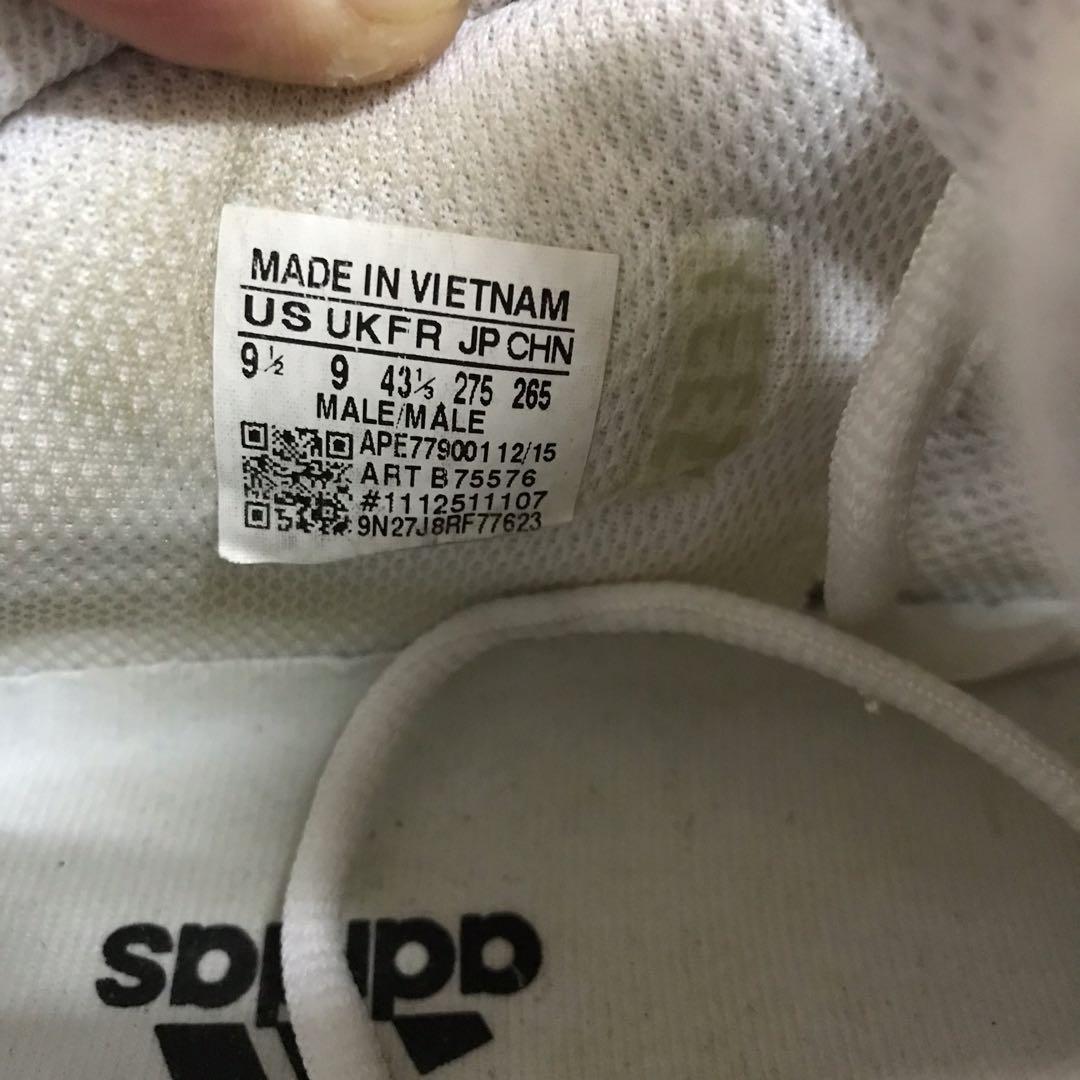 MADE IN VIETNAM
US UK FR JP CHN
9½ 9 43⅓ 275 265
MALE/MALE
APE779001 12/15
ART B75576
#1112511107
9N27J8RF77623
adidas